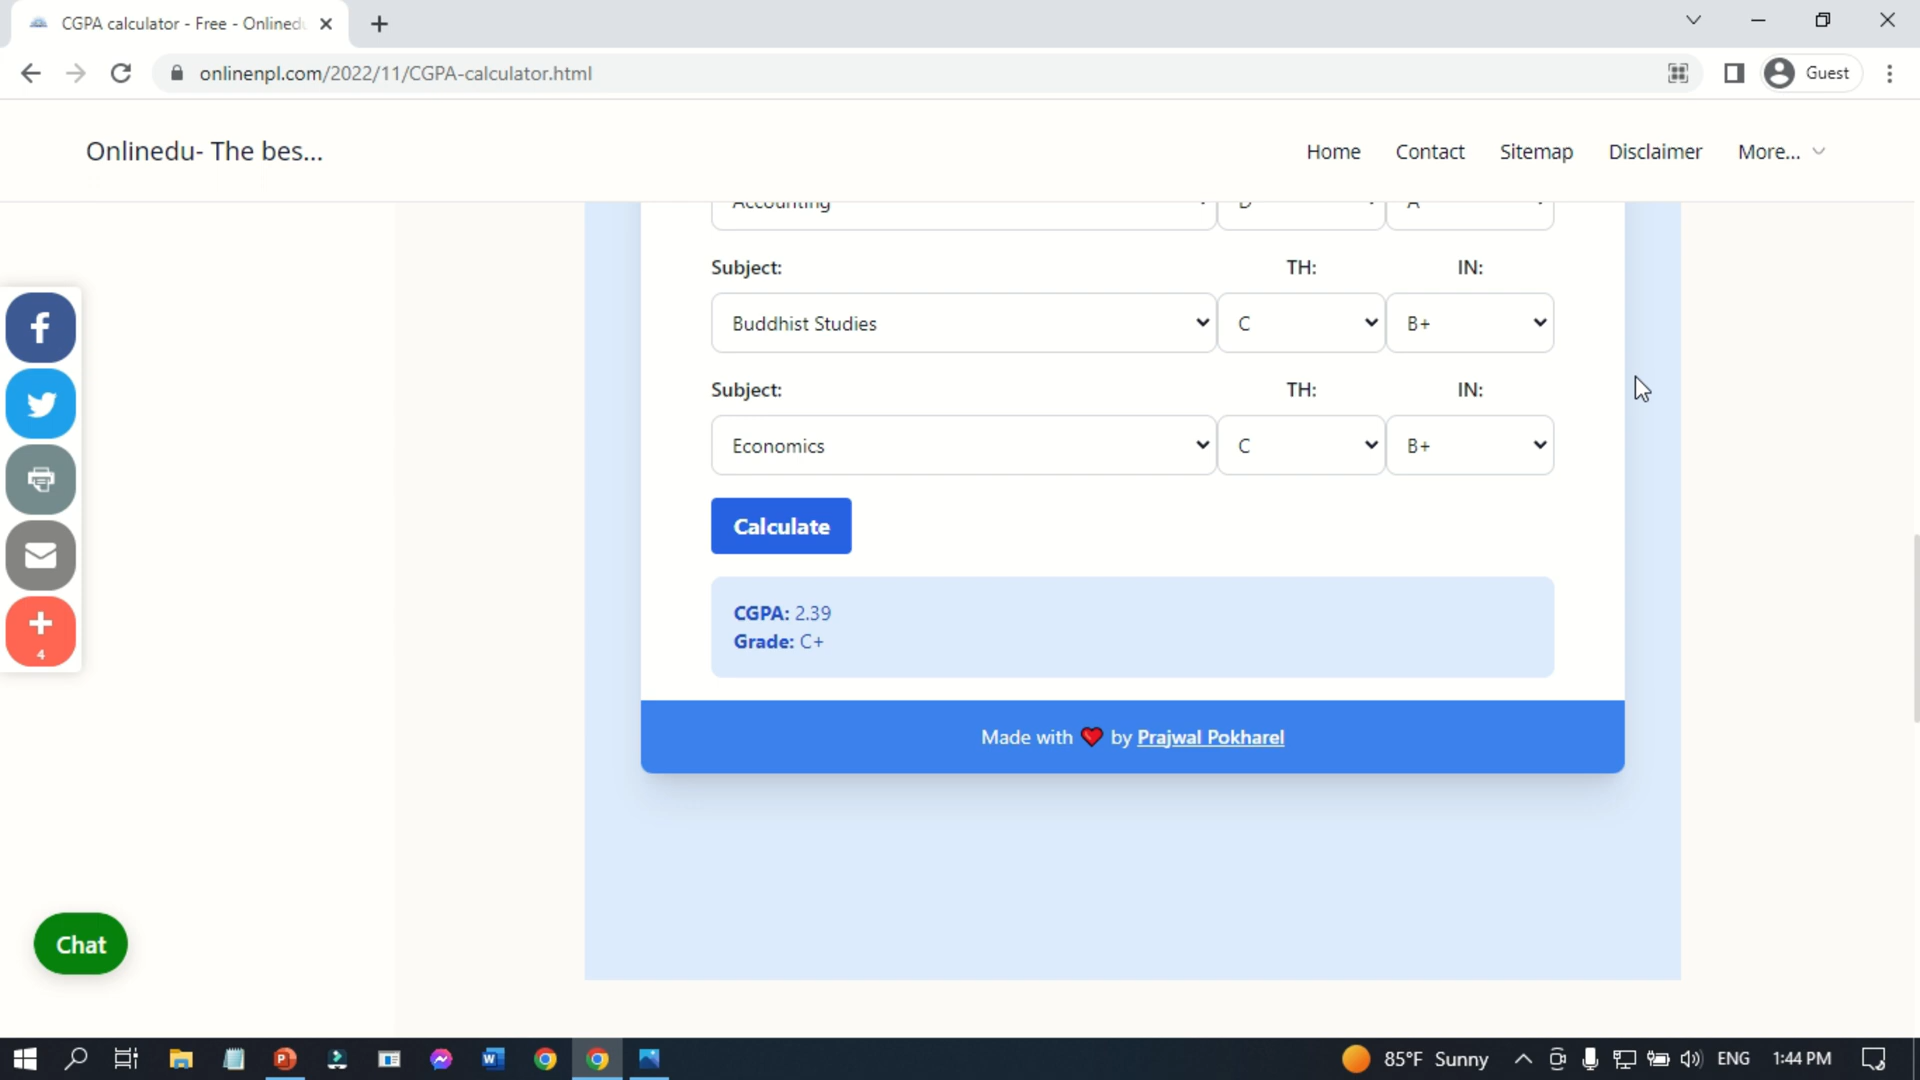 CGPA calculator - Free - Onlinedu
onlinenpl.com/2022/11/CGPA-calculator.html
Guest
Onlinedu- The bes...
Home
Contact
Sitemap
Disclaimer
More...
Accounting
D
A
Subject:
TH:
IN:
Buddhist Studies
C
B+
Subject:
TH:
IN:
Economics
C
B+
Calculate
CGPA: 2.39
Grade: C+
4
Made with ❤ by Prajwal Pokharel
Chat
85°F Sunny
ENG
1:44 PM